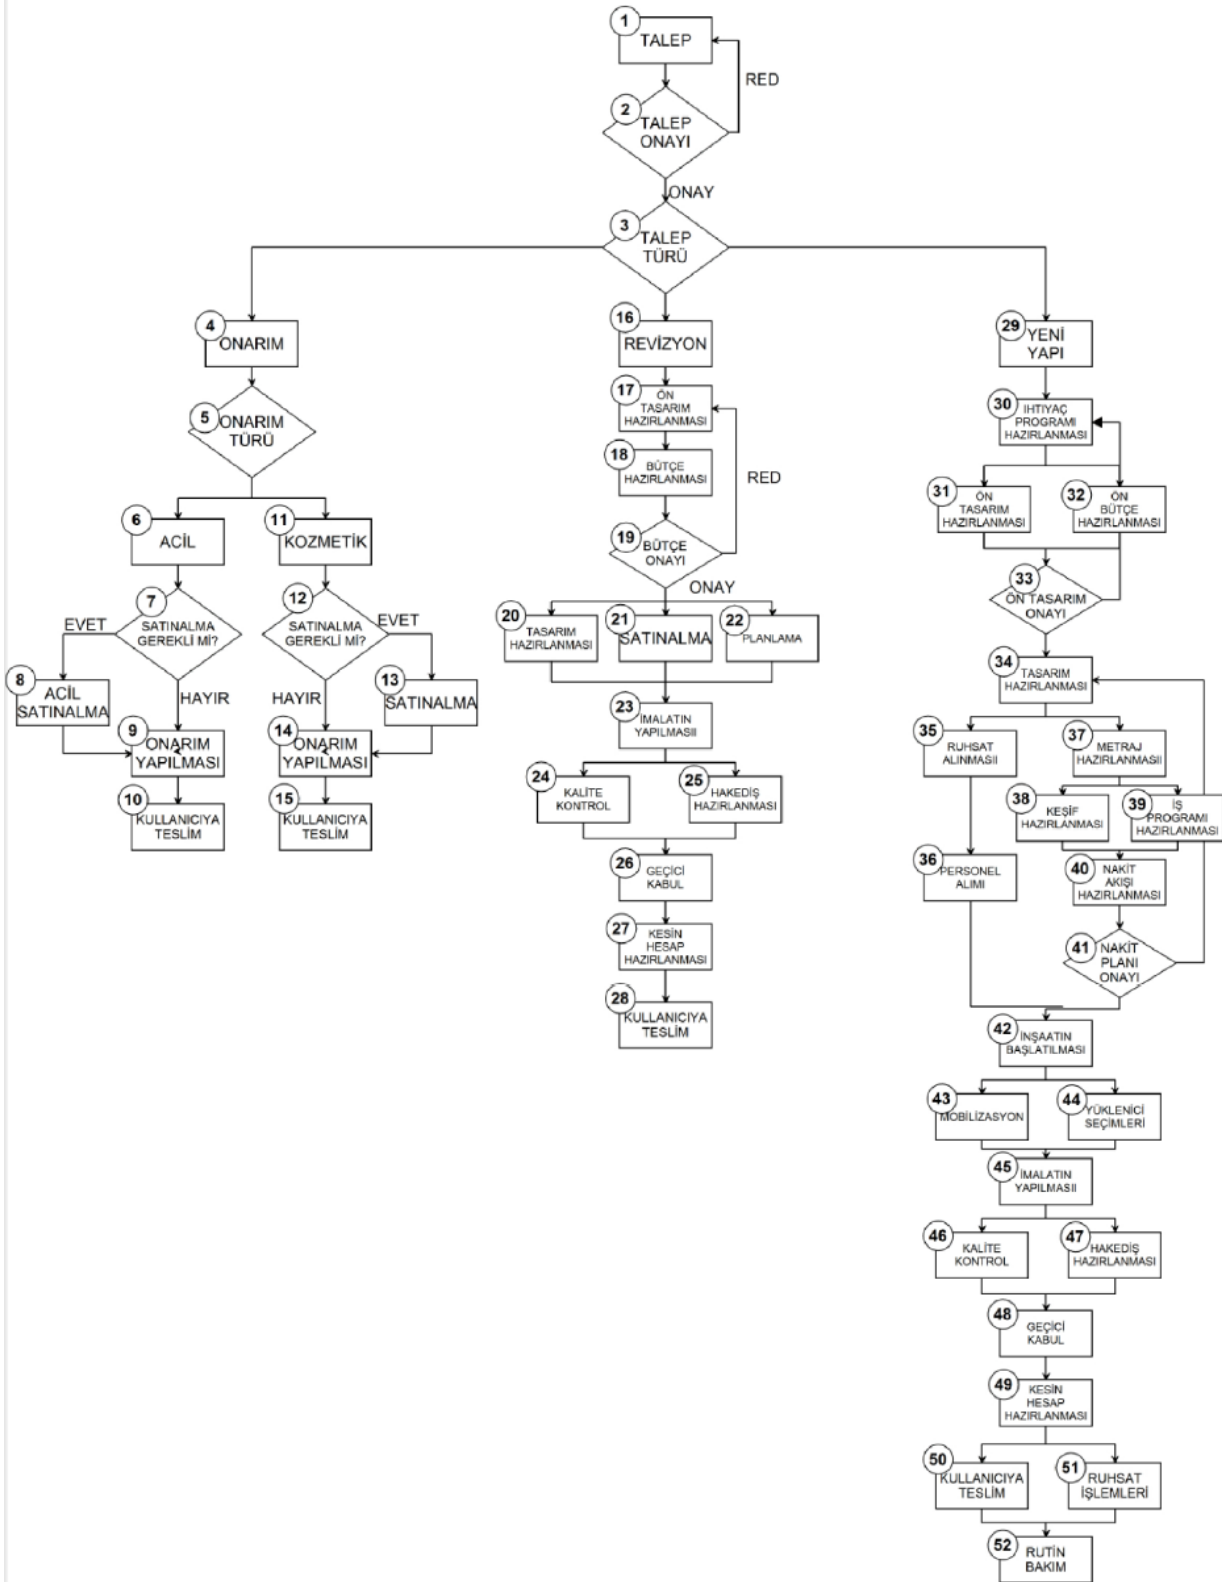 1
TALEP
RED
2
TALEP
ONAYI
ONAY
3
TALEP
TÜRÜ
4
ONARIM
5
ONARIM
TÜRÜ
6
ACİL
7
SATINALMA
GEREKLİ Mİ?
EVET
8
ACİL
SATINALMA
HAYIR
9
ONARIM
YAPILMASI
10
KULLANICIYA
TESLİM
11
KOZMETİK
12
SATINALMA
GEREKLİ Mİ?
EVET
13
SATINALMA
HAYIR
14
ONARIM
YAPILMASI
15
KULLANICIYA
TESLİM
16
REVİZYON
17
ÖN
TASARIM
HAZIRLANMASI
18
BÜTÇE
HAZIRLANMASI
RED
19
BÜTÇE
ONAYI
ONAY
20
TASARIM
HAZIRLANMASI
21
SATINALMA
22
PLANLAMA
23
İMALATIN
YAPILMASII
24
KALİTE
KONTROL
25
HAKEDİŞ
HAZIRLANMASI
26
GEÇİCİ
KABUL
27
KESİN
HESAP
HAZIRLANMASI
28
KULLANICIYA
TESLİM
29
YENİ
YAPI
30
IHTIYAÇ
PROGRAMI
HAZIRLANMASI
31
ÖN
TASARIM
HAZIRLANMASI
32
ÖN
BÜTÇE
HAZIRLANMASI
33
ÖN TASARIM
ONAYI
34
TASARIM
HAZIRLANMASI
35
RUHSAT
ALINMASII
36
PERSONEL
ALIMI
37
METRAJ
HAZIRLANMASII
38
KEŞİF
HAZIRLANMASI
39
İŞ
PROGRAMI
HAZIRLANMASI
40
NAKİT
AKIŞI
HAZIRLANMASI
41
NAKİT
PLANI
ONAYI
42
İNŞAATIN
BAŞLATILMASI
43
MOBİLİZASYON
44
YÜKLENİCİ
SEÇİMLERİ
45
İMALATIN
YAPILMASII
46
KALİTE
KONTROL
47
HAKEDİŞ
HAZIRLANMASI
48
GEÇİCİ
KABUL
49
KESİN
HESAP
HAZIRLANMASI
50
KULLANICIYA
TESLİM
51
RUHSAT
İŞLEMLERİ
52
RUTİN
BAKIM